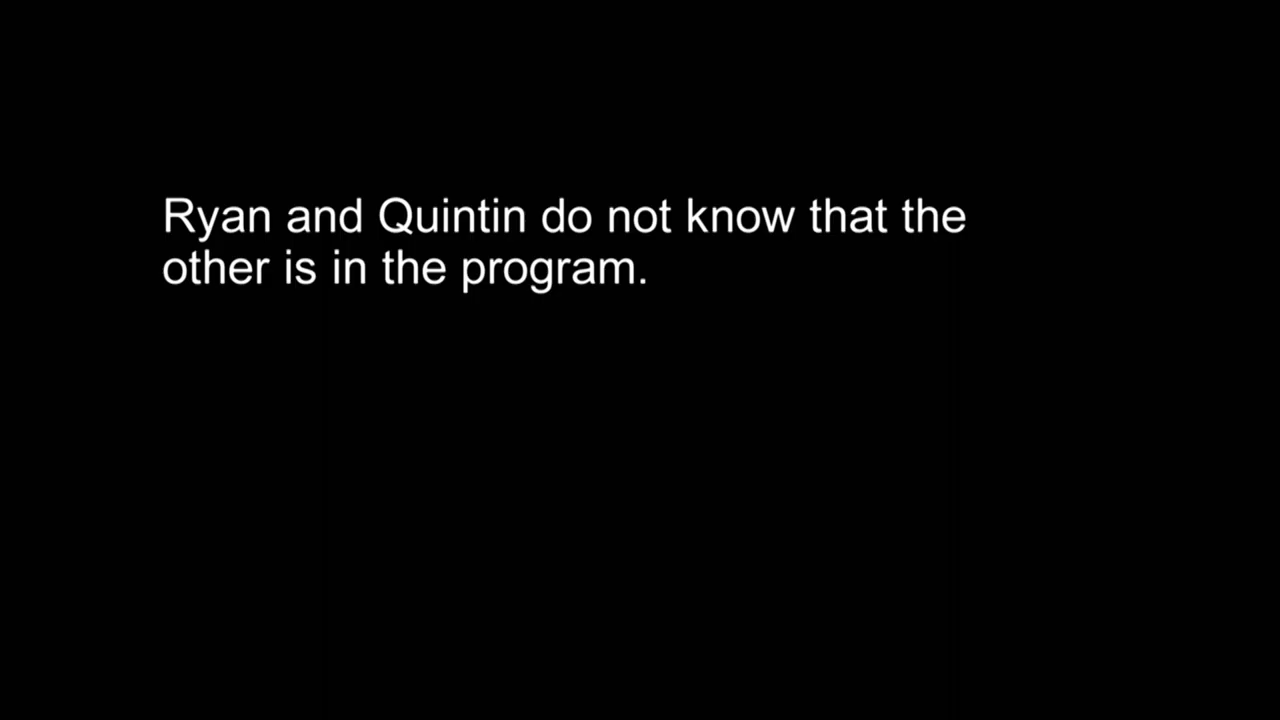 Ryan and Quintin do not know that the
other is in the program.